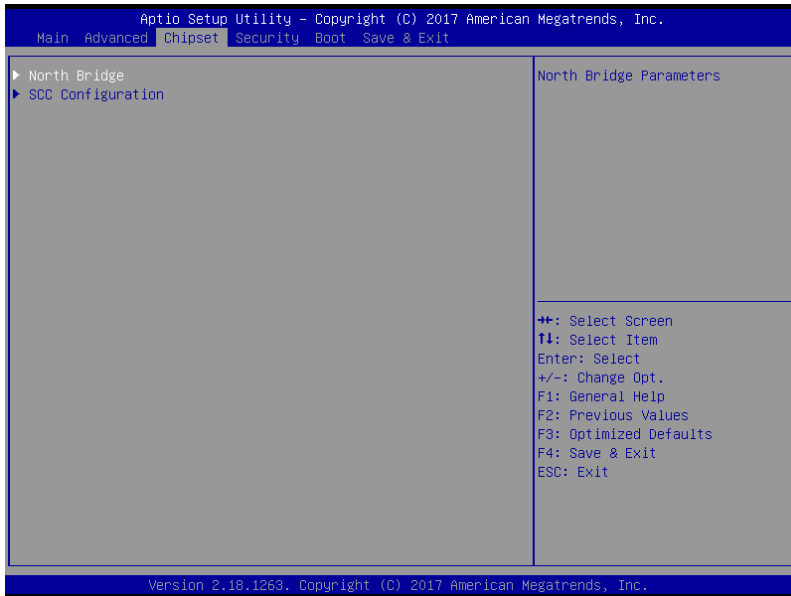 Aptio Setup Utility – Copyright (C) 2017 American Megatrends, Inc.
Main Advanced Chipset Security Boot Save & Exit
▶ North Bridge
▶ SCC Configuration
North Bridge Parameters
→←: Select Screen
↑↓: Select Item
Enter: Select
+/-: Change Opt.
F1: General Help
F2: Previous Values
F3: Optimized Defaults
F4: Save & Exit
ESC: Exit
Version 2.18.1263. Copyright (C) 2017 American Megatrends, Inc.